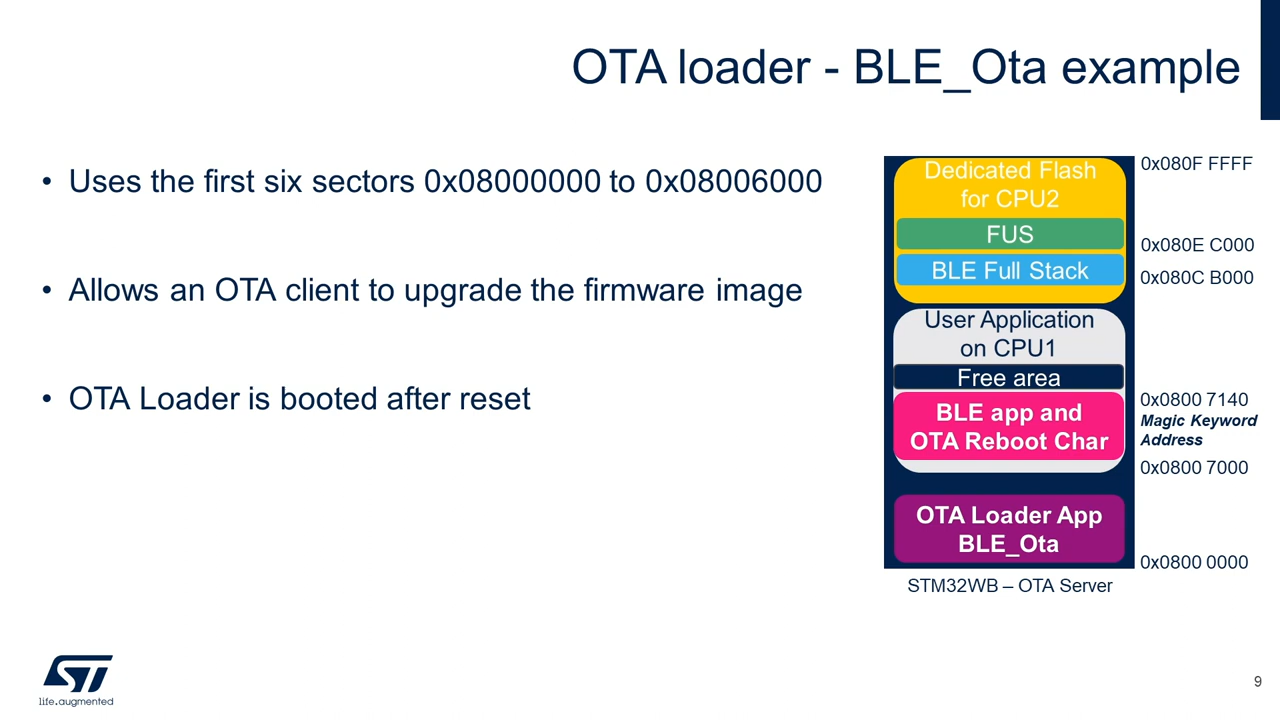 OTA loader - BLE_Ota example
• Uses the first six sectors 0x08000000 to 0x08006000
• Allows an OTA client to upgrade the firmware image
• OTA Loader is booted after reset
Dedicated Flash
for CPU2
FUS
BLE Full Stack
User Application
on CPU1
Free area
BLE app and
OTA Reboot Char
OTA Loader App
BLE_Ota
0x080F FFFF
0x080E C000
0x080C B000
0x0800 7140
Magic Keyword
Address
0x0800 7000
0x0800 0000
STM32WB – OTA Server
ST
life.augmented
9